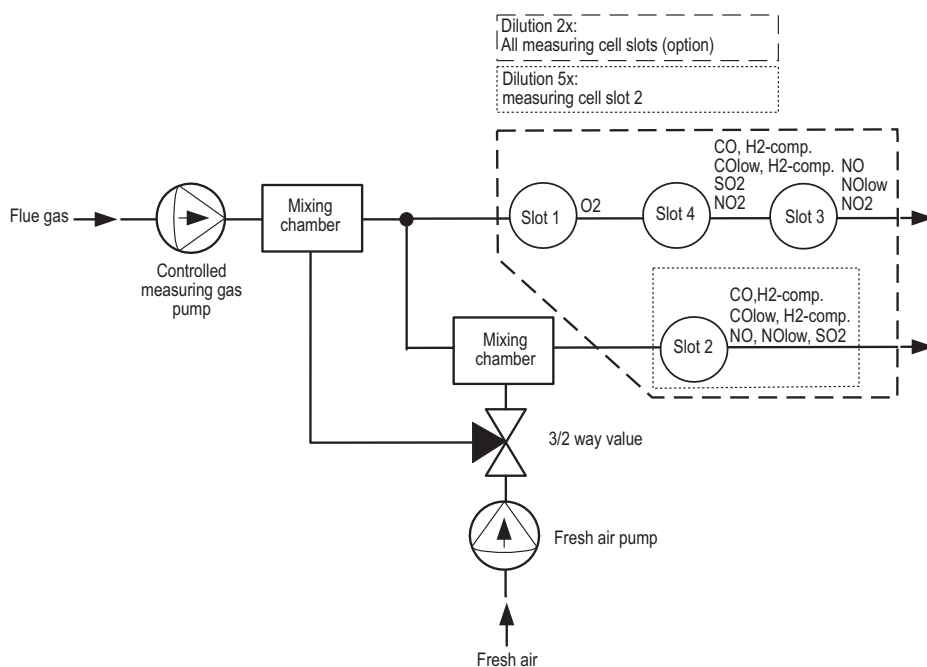 Dilution 2x:
All measuring cell slots (option)
Dilution 5x:
measuring cell slot 2
Flue gas
Controlled
measuring gas
pump
Mixing
chamber
Slot 1
O2
Slot 4
CO, H2-comp.
COlow, H2-comp.
SO2
NO2
Slot 3
NO
NOlow
NO2
Mixing
chamber
Slot 2
CO,H2-comp.
COlow, H2-comp.
NO, NOlow, SO2
3/2 way value
Fresh air pump
Fresh air